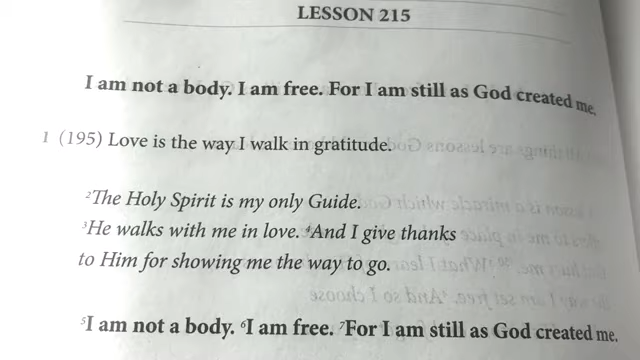 LESSON 215
I am not a body. I am free. For I am still as God created me.
1 (195) Love is the way I walk in gratitude.
²The Holy Spirit is my only Guide.
³He walks with me in love. ⁴And I give thanks
to Him for showing me the way to go.
⁵I am not a body. ⁶I am free. ⁷For I am still as God created me.